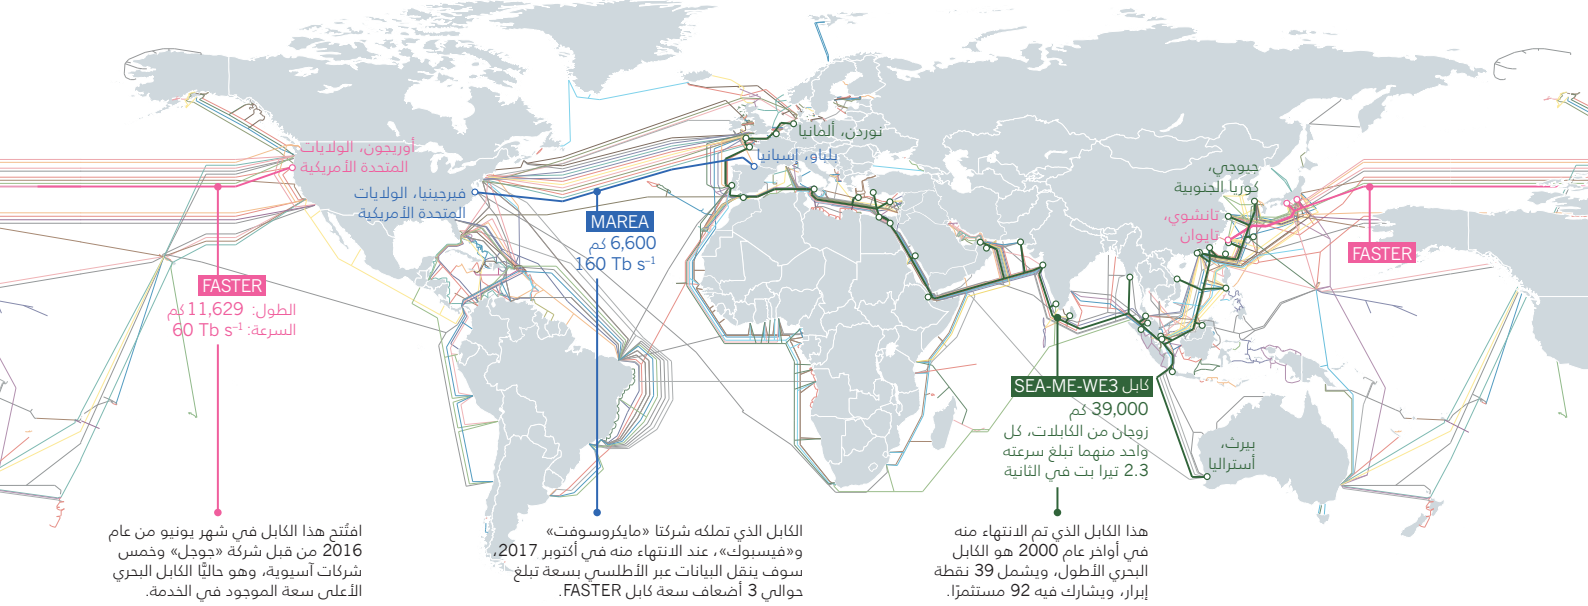 نوردن، ألمانيا
بلباو، إسبانيا
أوريجون، الولايات
المتحدة الأمريكية
فيرجينيا، الولايات
المتحدة الأمريكية
جيوجي،
كوريا الجنوبية
تانشوي،
تايوان
FASTER
MAREA
6,600 كم
160 Tb s⁻¹
FASTER
الطول: 11,629 كم
السرعة: 60 Tb s⁻¹
كابل SEA-ME-WE3
39,000 كم
زوجان من الكابلات، كل
واحد منهما تبلغ سرعته
2.3 تيرا بت في الثانية
بيرث،
أستراليا
هذا الكابل الذي تم الانتهاء منه
في أواخر عام 2000 هو الكابل
البحري الأطول، ويشمل 39 نقطة
إبرار، ويشارك فيه 92 مستثمرًا.
الكابل الذي تملكه شركتا «مايكروسوفت»
و«فيسبوك»، عند الانتهاء منه في أكتوبر 2017،
سوف ينقل البيانات عبر الأطلسي بسعة تبلغ
حوالي 3 أضعاف سعة كابل FASTER.
افتُتح هذا الكابل في شهر يونيو من عام
2016 من قبل شركة «جوجل» وخمس
شركات آسيوية، وهو حاليًّا الكابل البحري
الأعلى سعة الموجود في الخدمة.